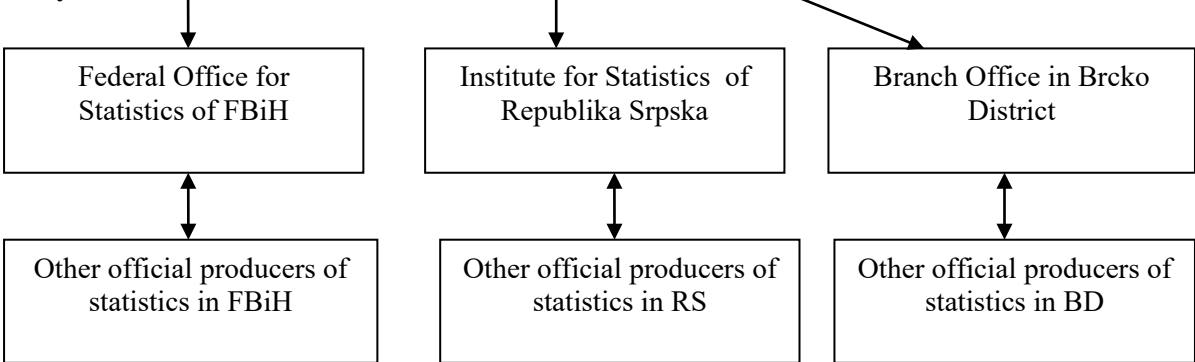 Federal Office for
Statistics of FBiH
Institute for Statistics of
Republika Srpska
Branch Office in Brcko
District
Other official producers of
statistics in FBiH
Other official producers of
statistics in RS
Other official producers of
statistics in BD